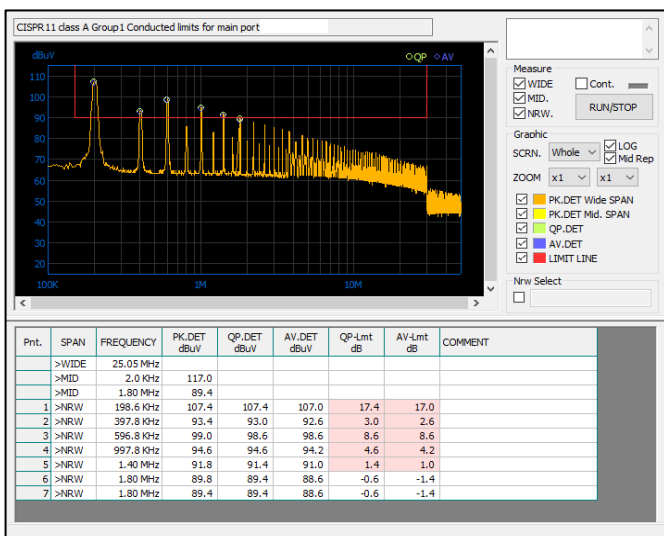 CISPR11 class A Group1 Conducted limits for main port
dBuV
QP AV
110
100
90
80
70
60
50
40
30
20
100K 1M 10M
Measure
WIDE Cont.
MID.
NRW.
RUN/STOP
Graphic
SCRN. Whole LOG
Mid Rep
ZOOM x1 x1
PK.DET Wide SPAN
PK.DET Mid. SPAN
QP.DET
AV.DET
LIMIT LINE
Nrw Select
Pnt. SPAN FREQUENCY PK.DET dBuV QP.DET dBuV AV.DET dBuV QP-Lmt dB AV-Lmt dB COMMENT
>WIDE 25.05 MHz
>MID 2.0 KHz 117.0
>MID 1.80 MHz 89.4
1 >NRW 198.6 KHz 107.4 107.4 107.0 17.4 17.0
2 >NRW 397.8 KHz 93.4 93.0 92.6 3.0 2.6
3 >NRW 596.8 KHz 99.0 98.6 98.6 8.6 8.6
4 >NRW 997.8 KHz 94.6 94.6 94.2 4.6 4.2
5 >NRW 1.40 MHz 91.8 91.4 91.0 1.4 1.0
6 >NRW 1.80 MHz 89.8 89.4 88.6 -0.6 -1.4
7 >NRW 1.80 MHz 89.4 89.4 88.6 -0.6 -1.4